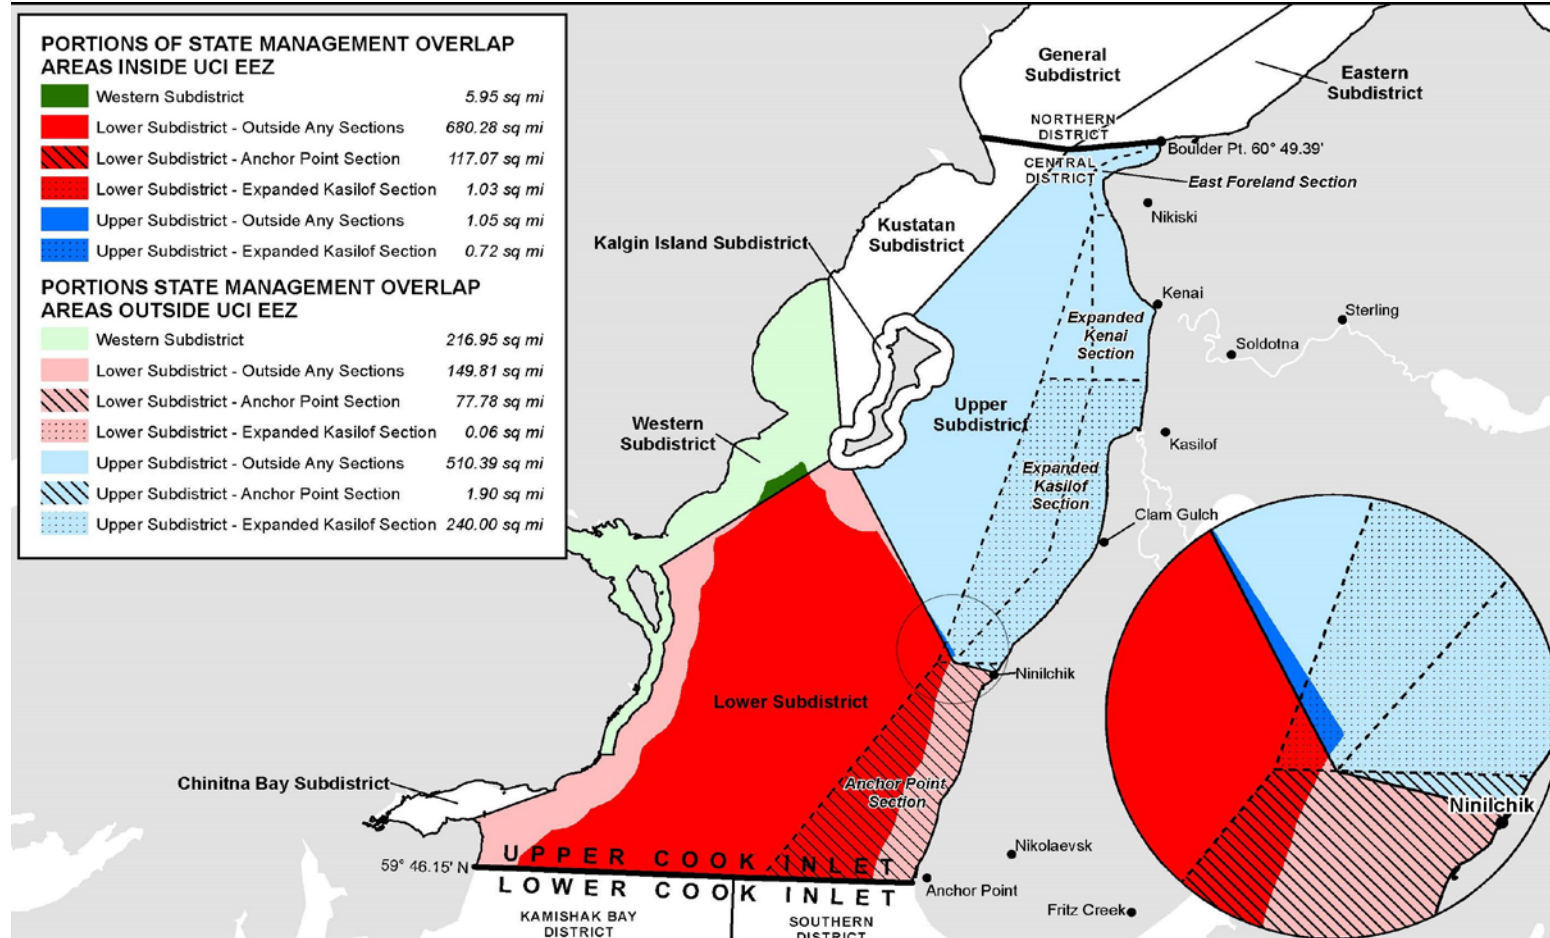 PORTIONS OF STATE MANAGEMENT OVERLAP
AREAS INSIDE UCI EEZ
Western Subdistrict 5.95 sq mi
Lower Subdistrict - Outside Any Sections 680.28 sq mi
Lower Subdistrict - Anchor Point Section 117.07 sq mi
Lower Subdistrict - Expanded Kasilof Section 1.03 sq mi
Upper Subdistrict - Outside Any Sections 1.05 sq mi
Upper Subdistrict - Expanded Kasilof Section 0.72 sq mi
PORTIONS STATE MANAGEMENT OVERLAP
AREAS OUTSIDE UCI EEZ
Western Subdistrict 216.95 sq mi
Lower Subdistrict - Outside Any Sections 149.81 sq mi
Lower Subdistrict - Anchor Point Section 77.78 sq mi
Lower Subdistrict - Expanded Kasilof Section 0.06 sq mi
Upper Subdistrict - Outside Any Sections 510.39 sq mi
Upper Subdistrict - Anchor Point Section 1.90 sq mi
Upper Subdistrict - Expanded Kasilof Section 240.00 sq mi
General
Subdistrict
Eastern
Subdistrict
NORTHERN
DISTRICT
Boulder Pt. 60° 49.39'
CENTRAL
DISTRICT
East Foreland Section
Nikiski
Kustatan
Subdistrict
Kalgin Island Subdistrict
Kenai
Sterling
Expanded
Kenai
Section
Soldotna
Upper
Subdistrict
Western
Subdistrict
Kasilof
Expanded
Kasilof
Section
Clam Gulch
Ninilchik
Lower Subdistrict
Chinitna Bay Subdistrict
Anchor Point
Section
Ninilchik
Nikolaevsk
59° 46.15' N
UPPER COOK INLET
LOWER COOK INLET
Anchor Point
Fritz Creek
KAMISHAK BAY
DISTRICT
SOUTHERN
DISTRICT